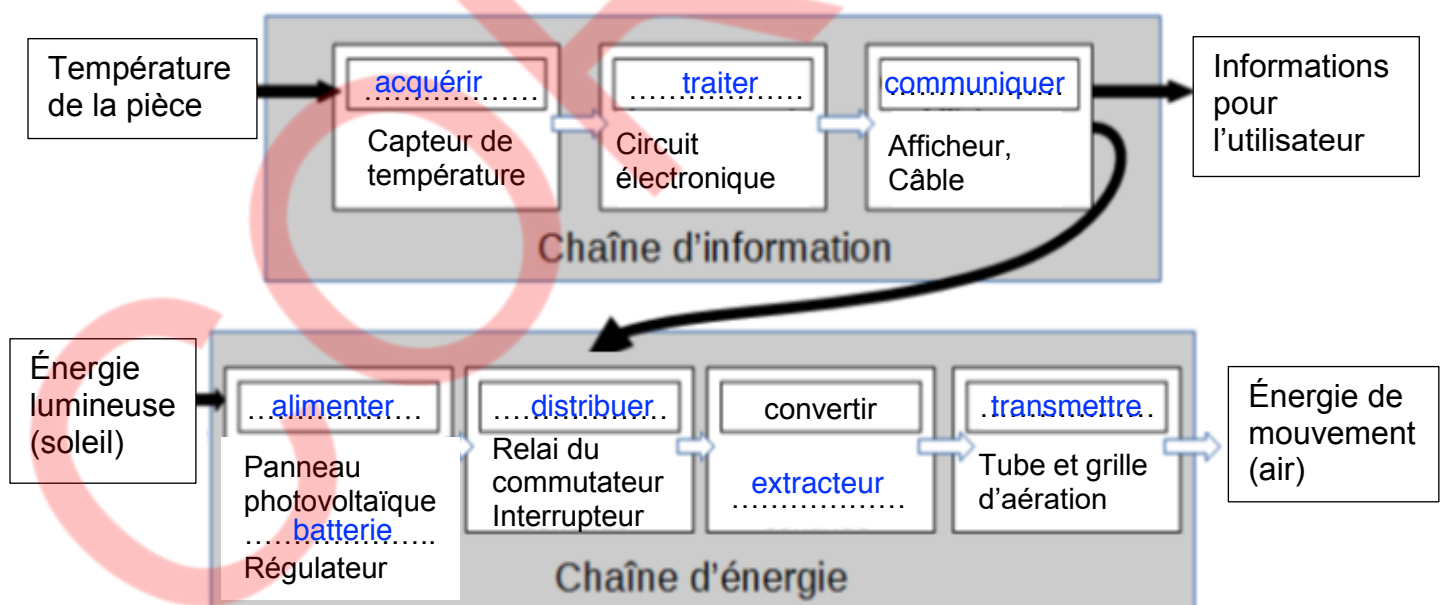 Température
de la pièce
acquérir
Capteur de
température
traiter
Circuit
électronique
communiquer
Afficheur,
Câble
Informations
pour
l'utilisateur
Chaîne d'information
Énergie
lumineuse
(soleil)
alimenter
Panneau
photovoltaïque
batterie
Régulateur
distribuer
Relai du
commutateur
Interrupteur
convertir
extracteur
transmettre
Tube et grille
d'aération
Énergie de
mouvement
(air)
Chaîne d'énergie